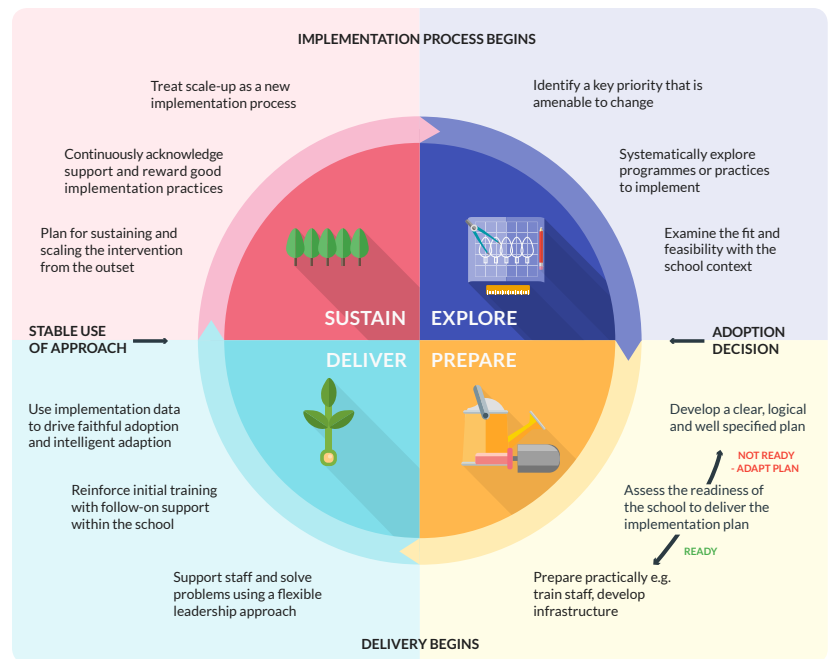 IMPLEMENTATION PROCESS BEGINS
Identify a key priority that is
amenable to change
Systematically explore
programmes or practices
to implement
Examine the fit and
feasibility with the
school context
EXPLORE
ADOPTION
DECISION
PREPARE
Develop a clear, logical
and well specified plan
NOT READY
- ADAPT PLAN
Assess the readiness of
the school to deliver the
implementation plan
READY
Prepare practically e.g.
train staff, develop
infrastructure
DELIVERY BEGINS
DELIVER
Support staff and solve
problems using a flexible
leadership approach
Reinforce initial training
with follow-on support
within the school
Use implementation data
to drive faithful adoption
and intelligent adaption
STABLE USE
OF APPROACH
SUSTAIN
Plan for sustaining and
scaling the intervention
from the outset
Continuously acknowledge
support and reward good
implementation practices
Treat scale-up as a new
implementation process